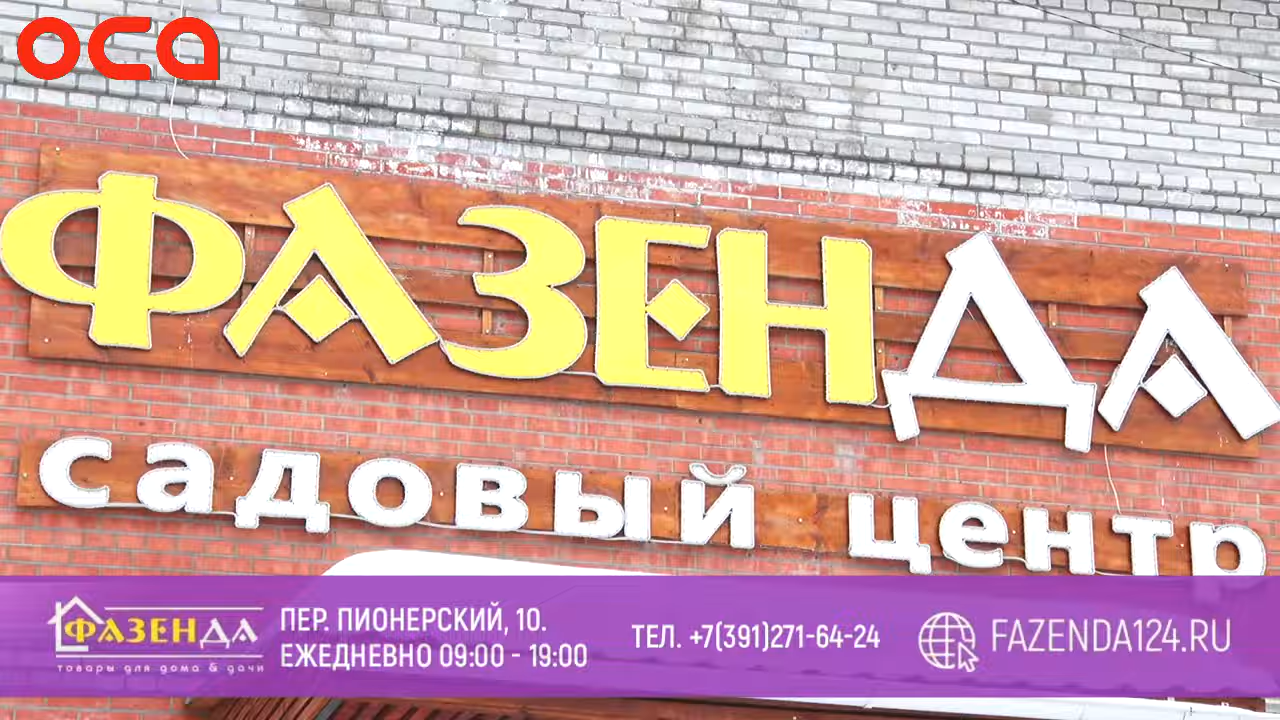 оса
ФАЗЕНДА
садовый центр
ФАЗЕНДА
товары для дома & дачи
ПЕР. ПИОНЕРСКИЙ, 10.
ЕЖЕДНЕВНО 09:00 - 19:00
ТЕЛ. +7(391)271-64-24
FAZENDA124.RU